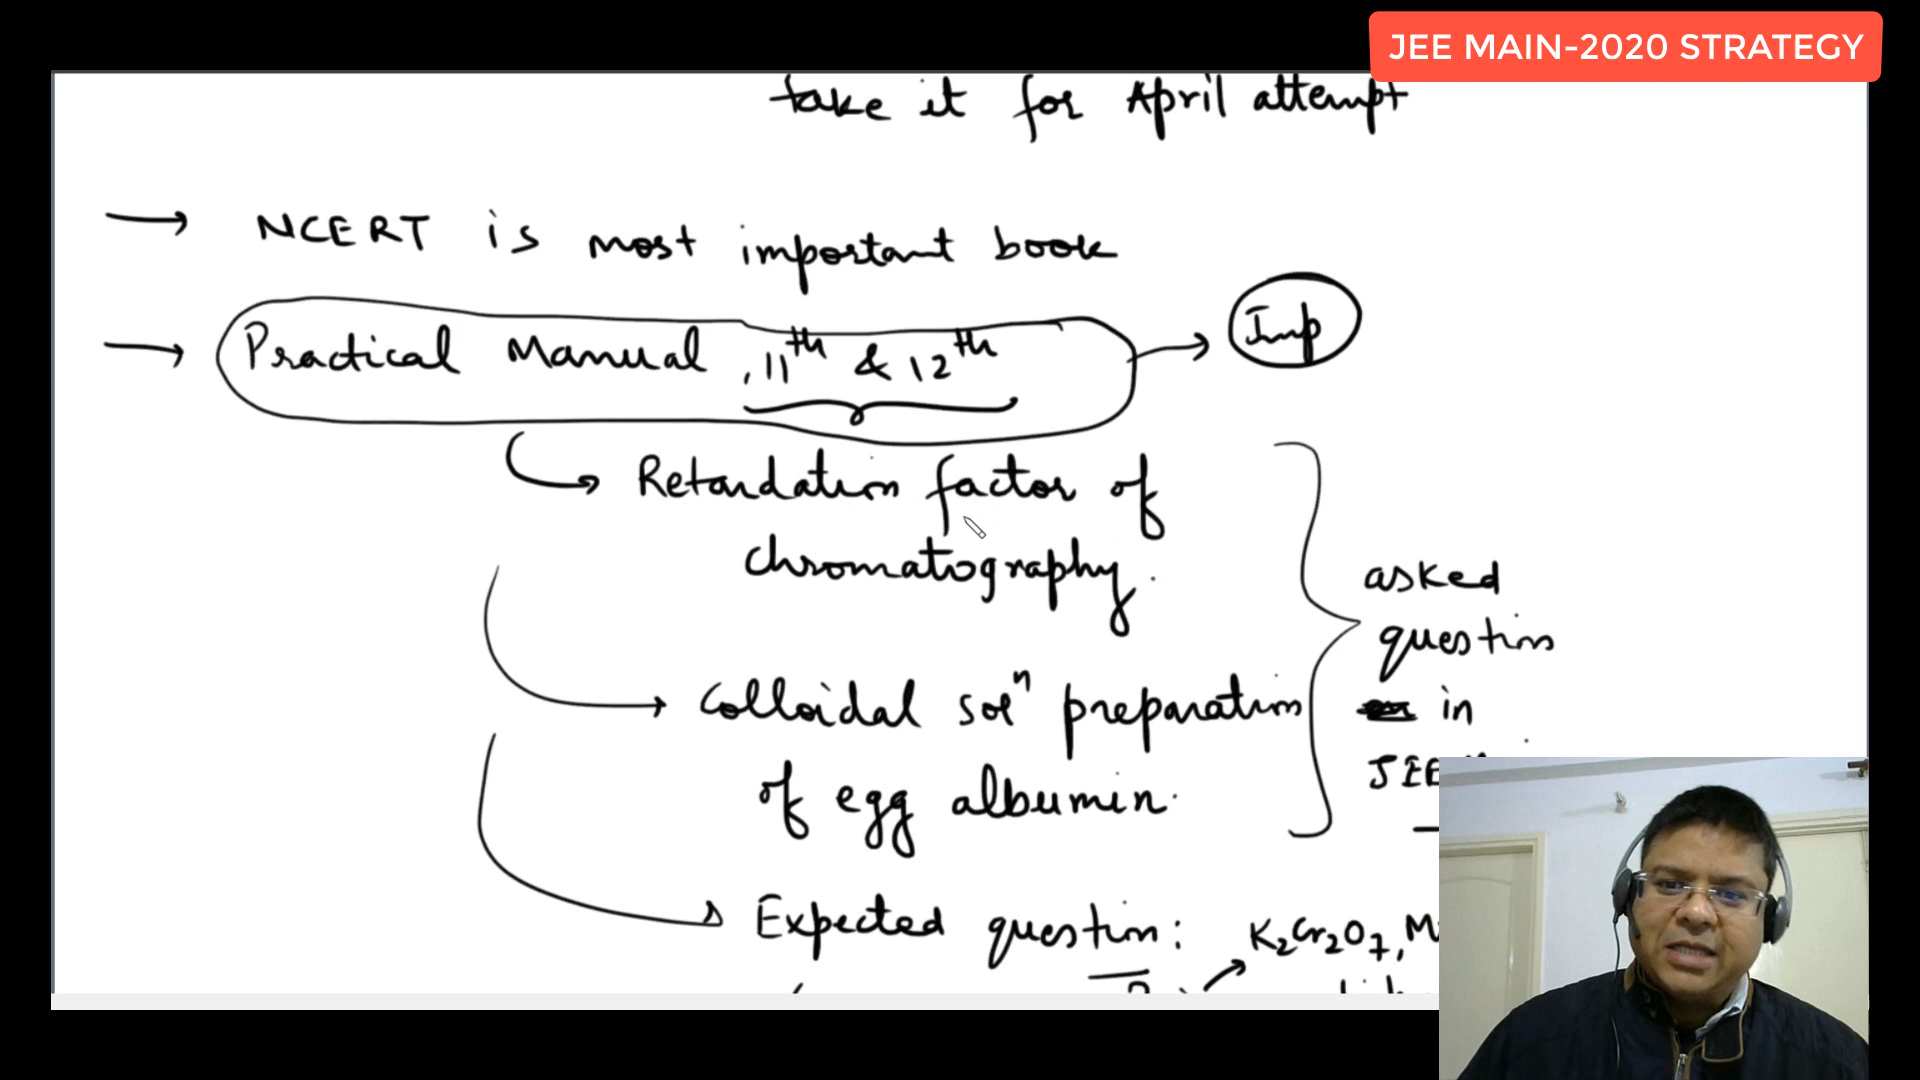 JEE MAIN-2020 STRATEGY
take it for April attempt
→ NCERT is most important book
→ Practical Manual, 11th & 12th → Imp
Retardation factor of
chromatography.
asked
question
in
Colloidal solⁿ preparation
of egg albumin.
JEE
Expected question: K₂Cr₂O₇,